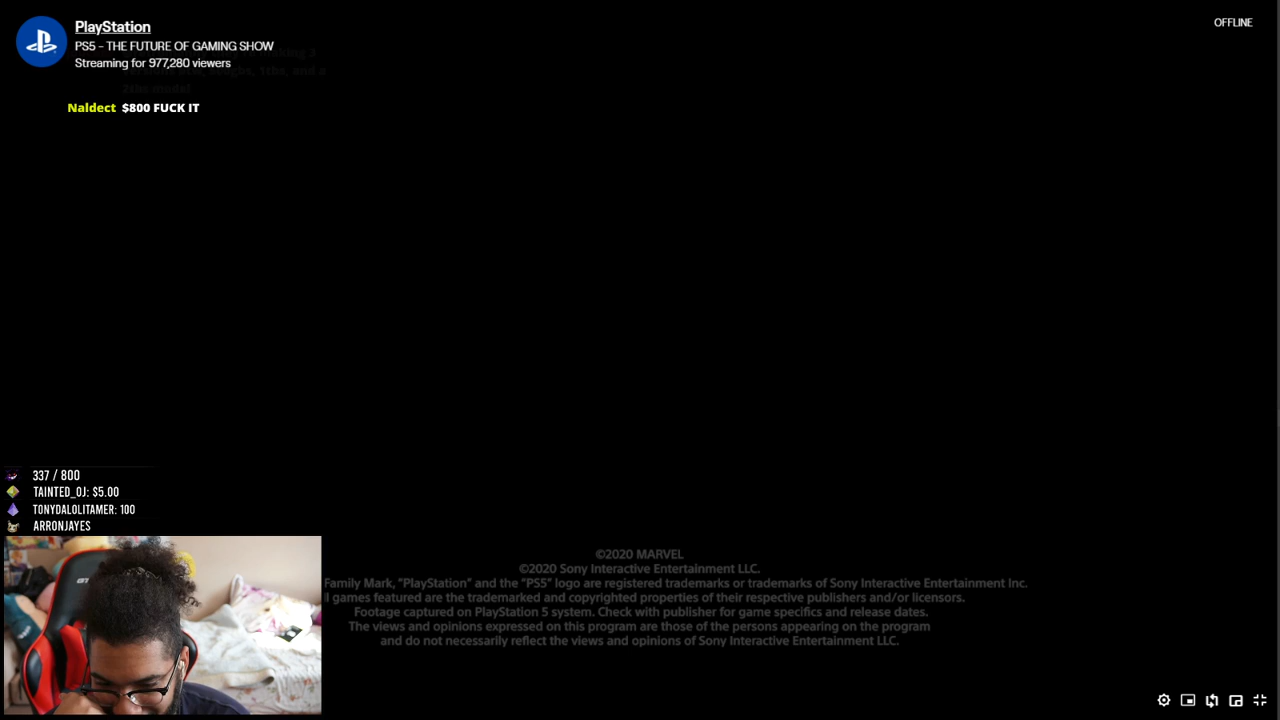 PlayStation
PS5 - THE FUTURE OF GAMING SHOW
Streaming for 977,280 viewers
OFFLINE
and a
Naldect $800 FUCK IT
337 / 800
TAINTED_OJ: $5.00
TONYDALOLITAMER: 100
ARRONJAYES
©2020 MARVEL
©2020 Sony Interactive Entertainment LLC.
Family Mark, "PlayStation" and the "PS5" logo are registered trademarks or trademarks of Sony Interactive Entertainment Inc.
games featured are the trademarked and copyrighted properties of their respective publishers and/or licensors.
Footage captured on PlayStation 5 system. Check with publisher for game specifics and release dates.
The views and opinions expressed on this program are those of the persons appearing on the program
and do not necessarily reflect the views and opinions of Sony Interactive Entertainment LLC.